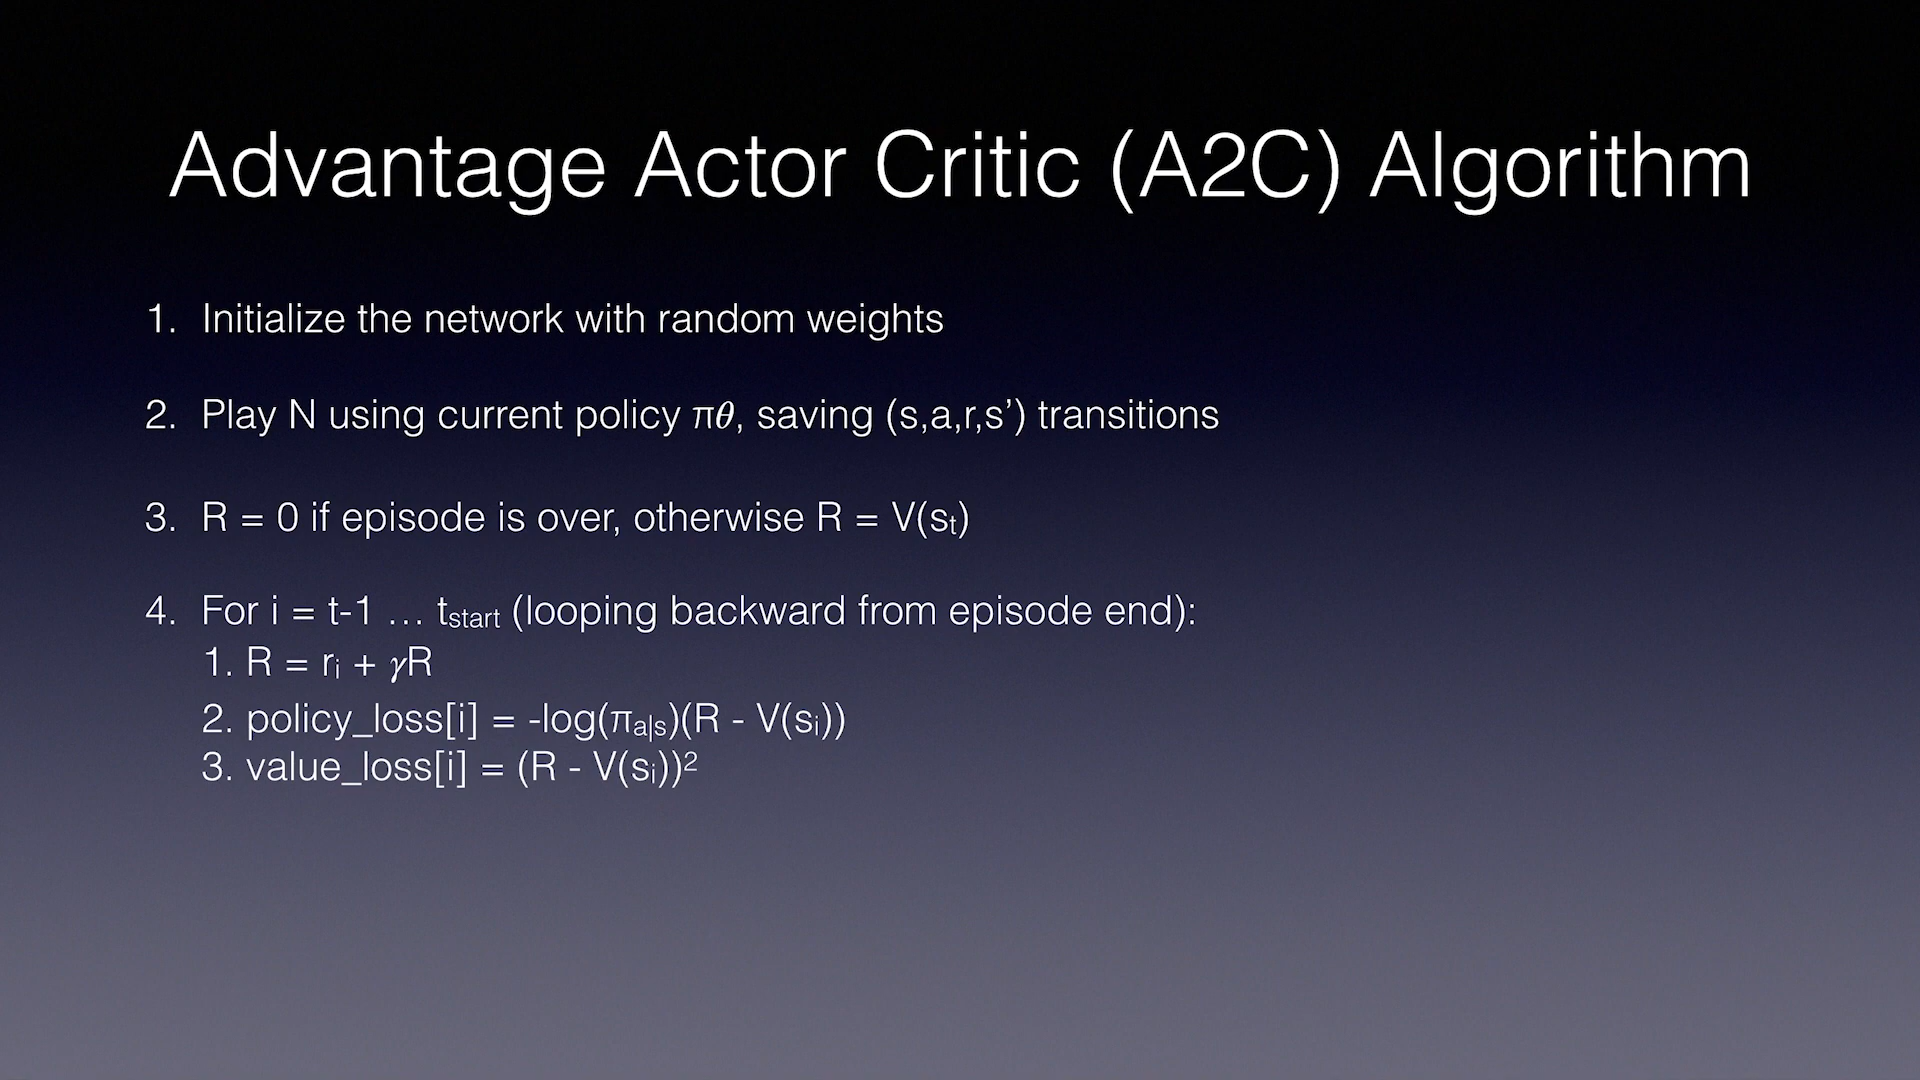 Advantage Actor Critic (A2C) Algorithm
1. Initialize the network with random weights
2. Play N using current policy πθ, saving (s,a,r,s’) transitions
3. R = 0 if episode is over, otherwise R = V(sₜ)
4. For i = t-1 … tstart (looping backward from episode end):
1. R = rᵢ + γR
2. policy_loss[i] = -log(πa|s)(R - V(sᵢ))
3. value_loss[i] = (R - V(sᵢ))²